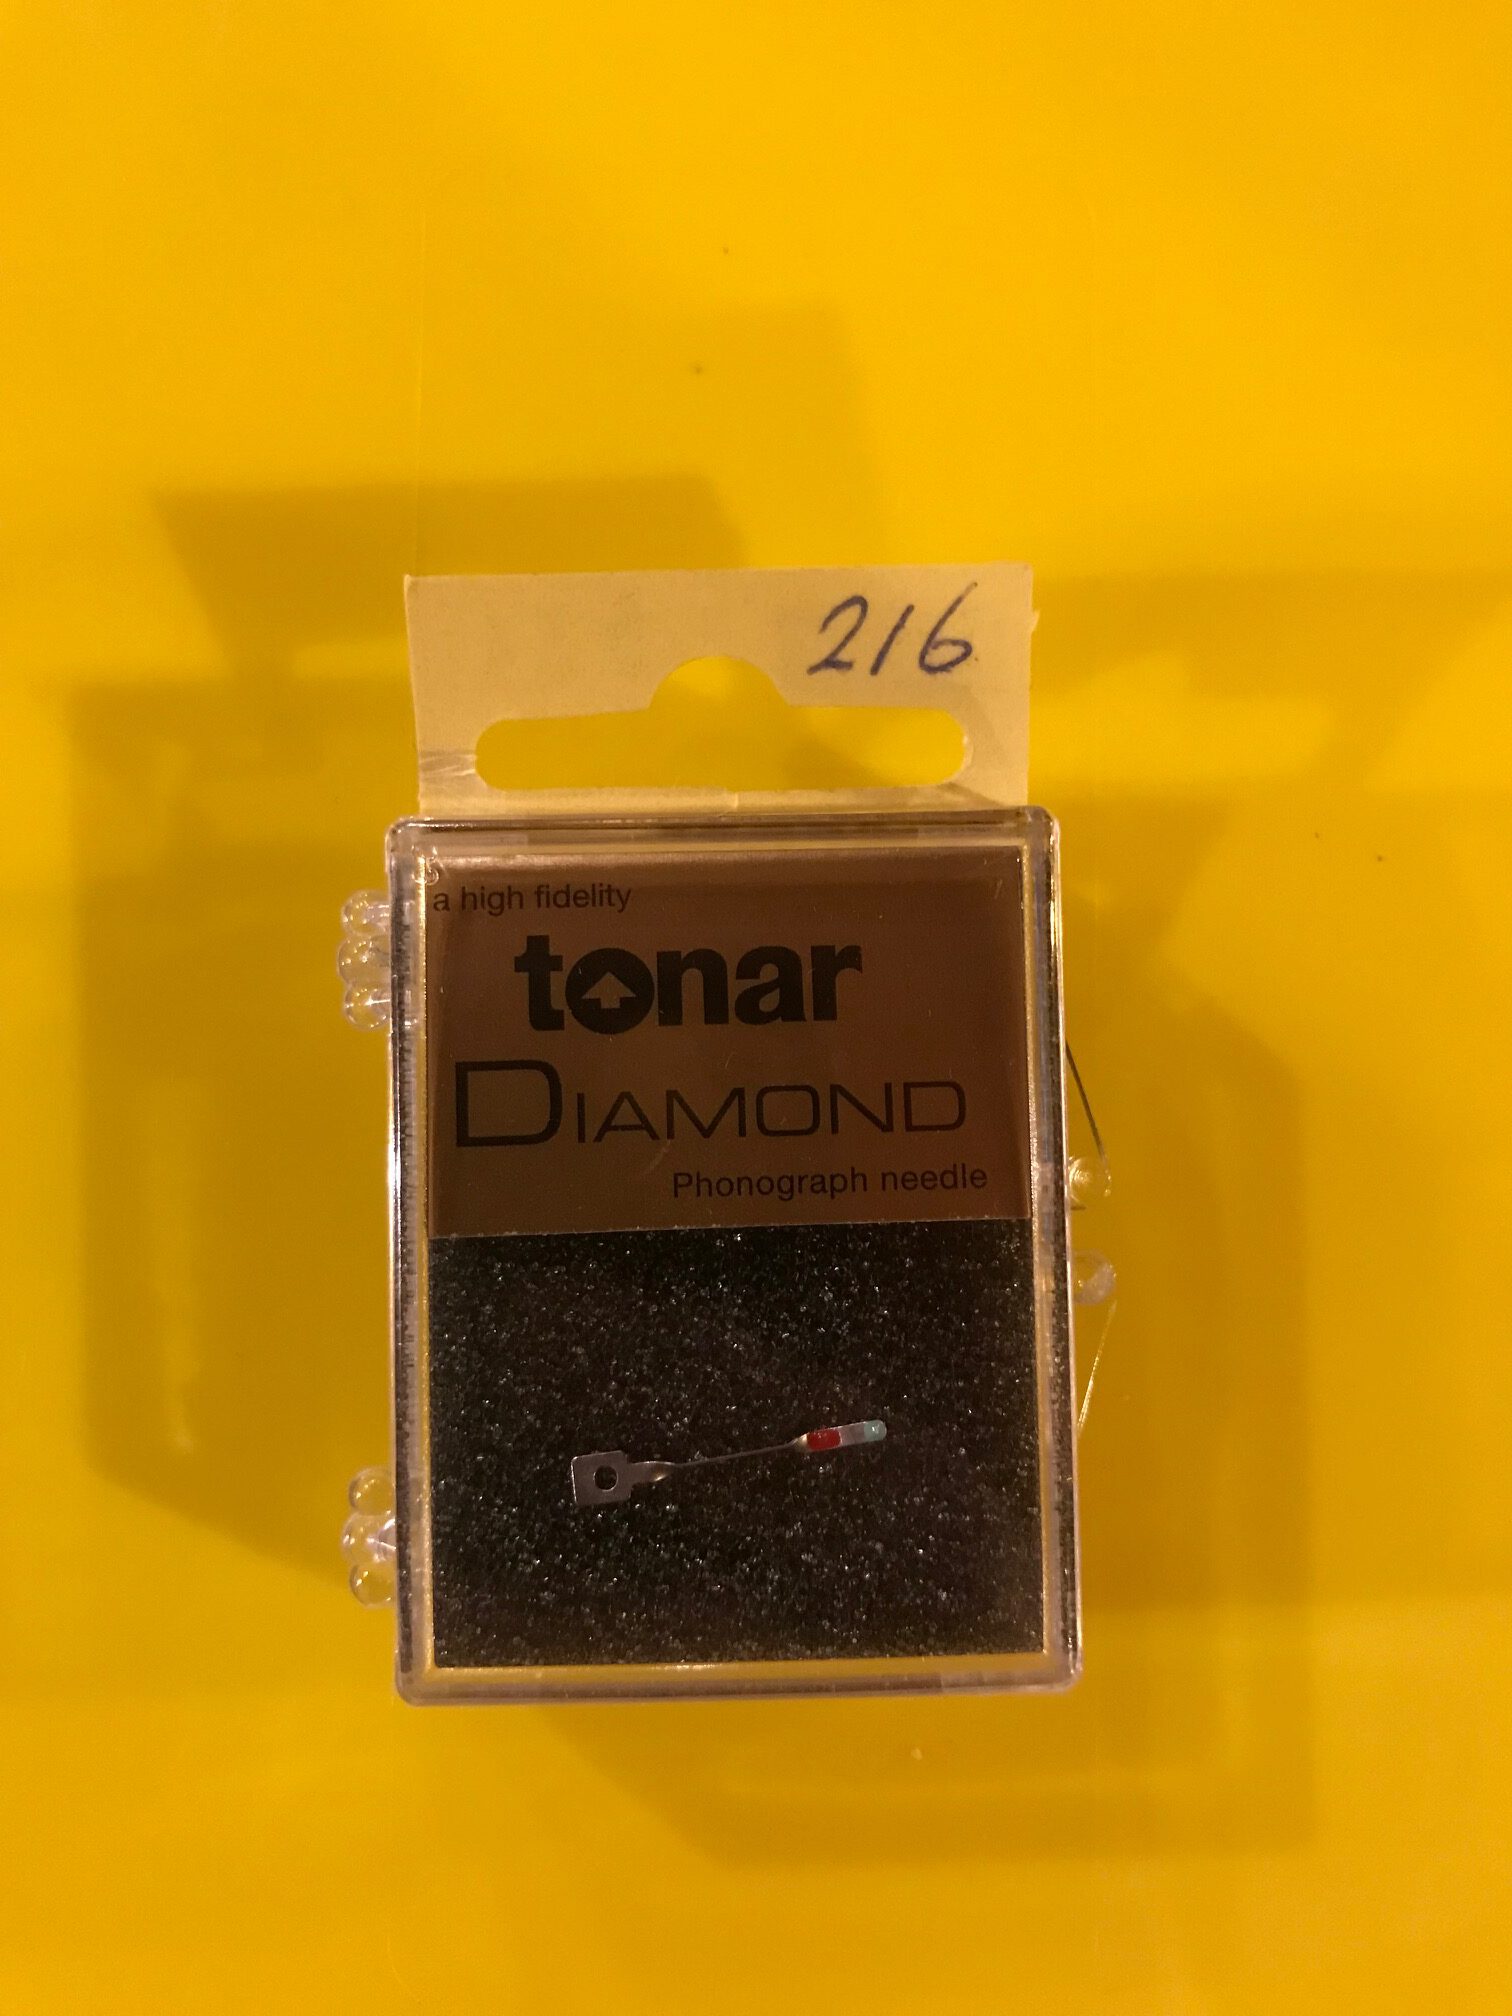 216
a high fidelity
tonar
DIAMOND
Phonograph needle